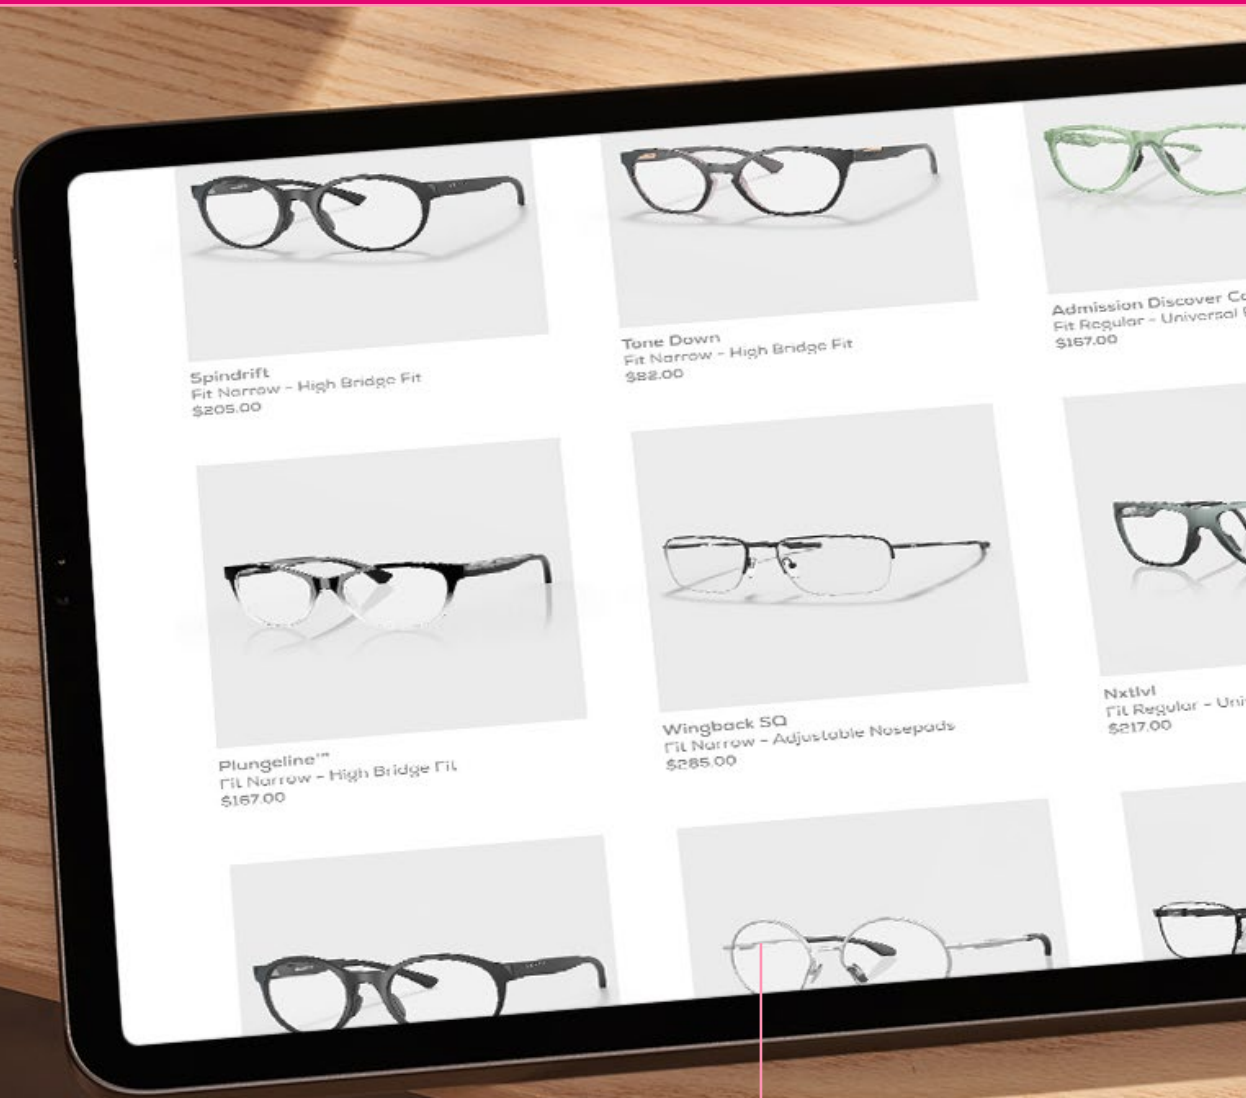 Spindrift
Fit Narrow - High Bridge Fit
$205.00
Tone Down
Fit Narrow - High Bridge Fit
$82.00
Admission Discover
Fit Regular - Universal
$167.00
Plungeline™
Fit Narrow - High Bridge Fit
$167.00
Wingback SQ
Fit Narrow - Adjustable Nosepads
$285.00
Nxtlvl
Fit Regular -
$217.00